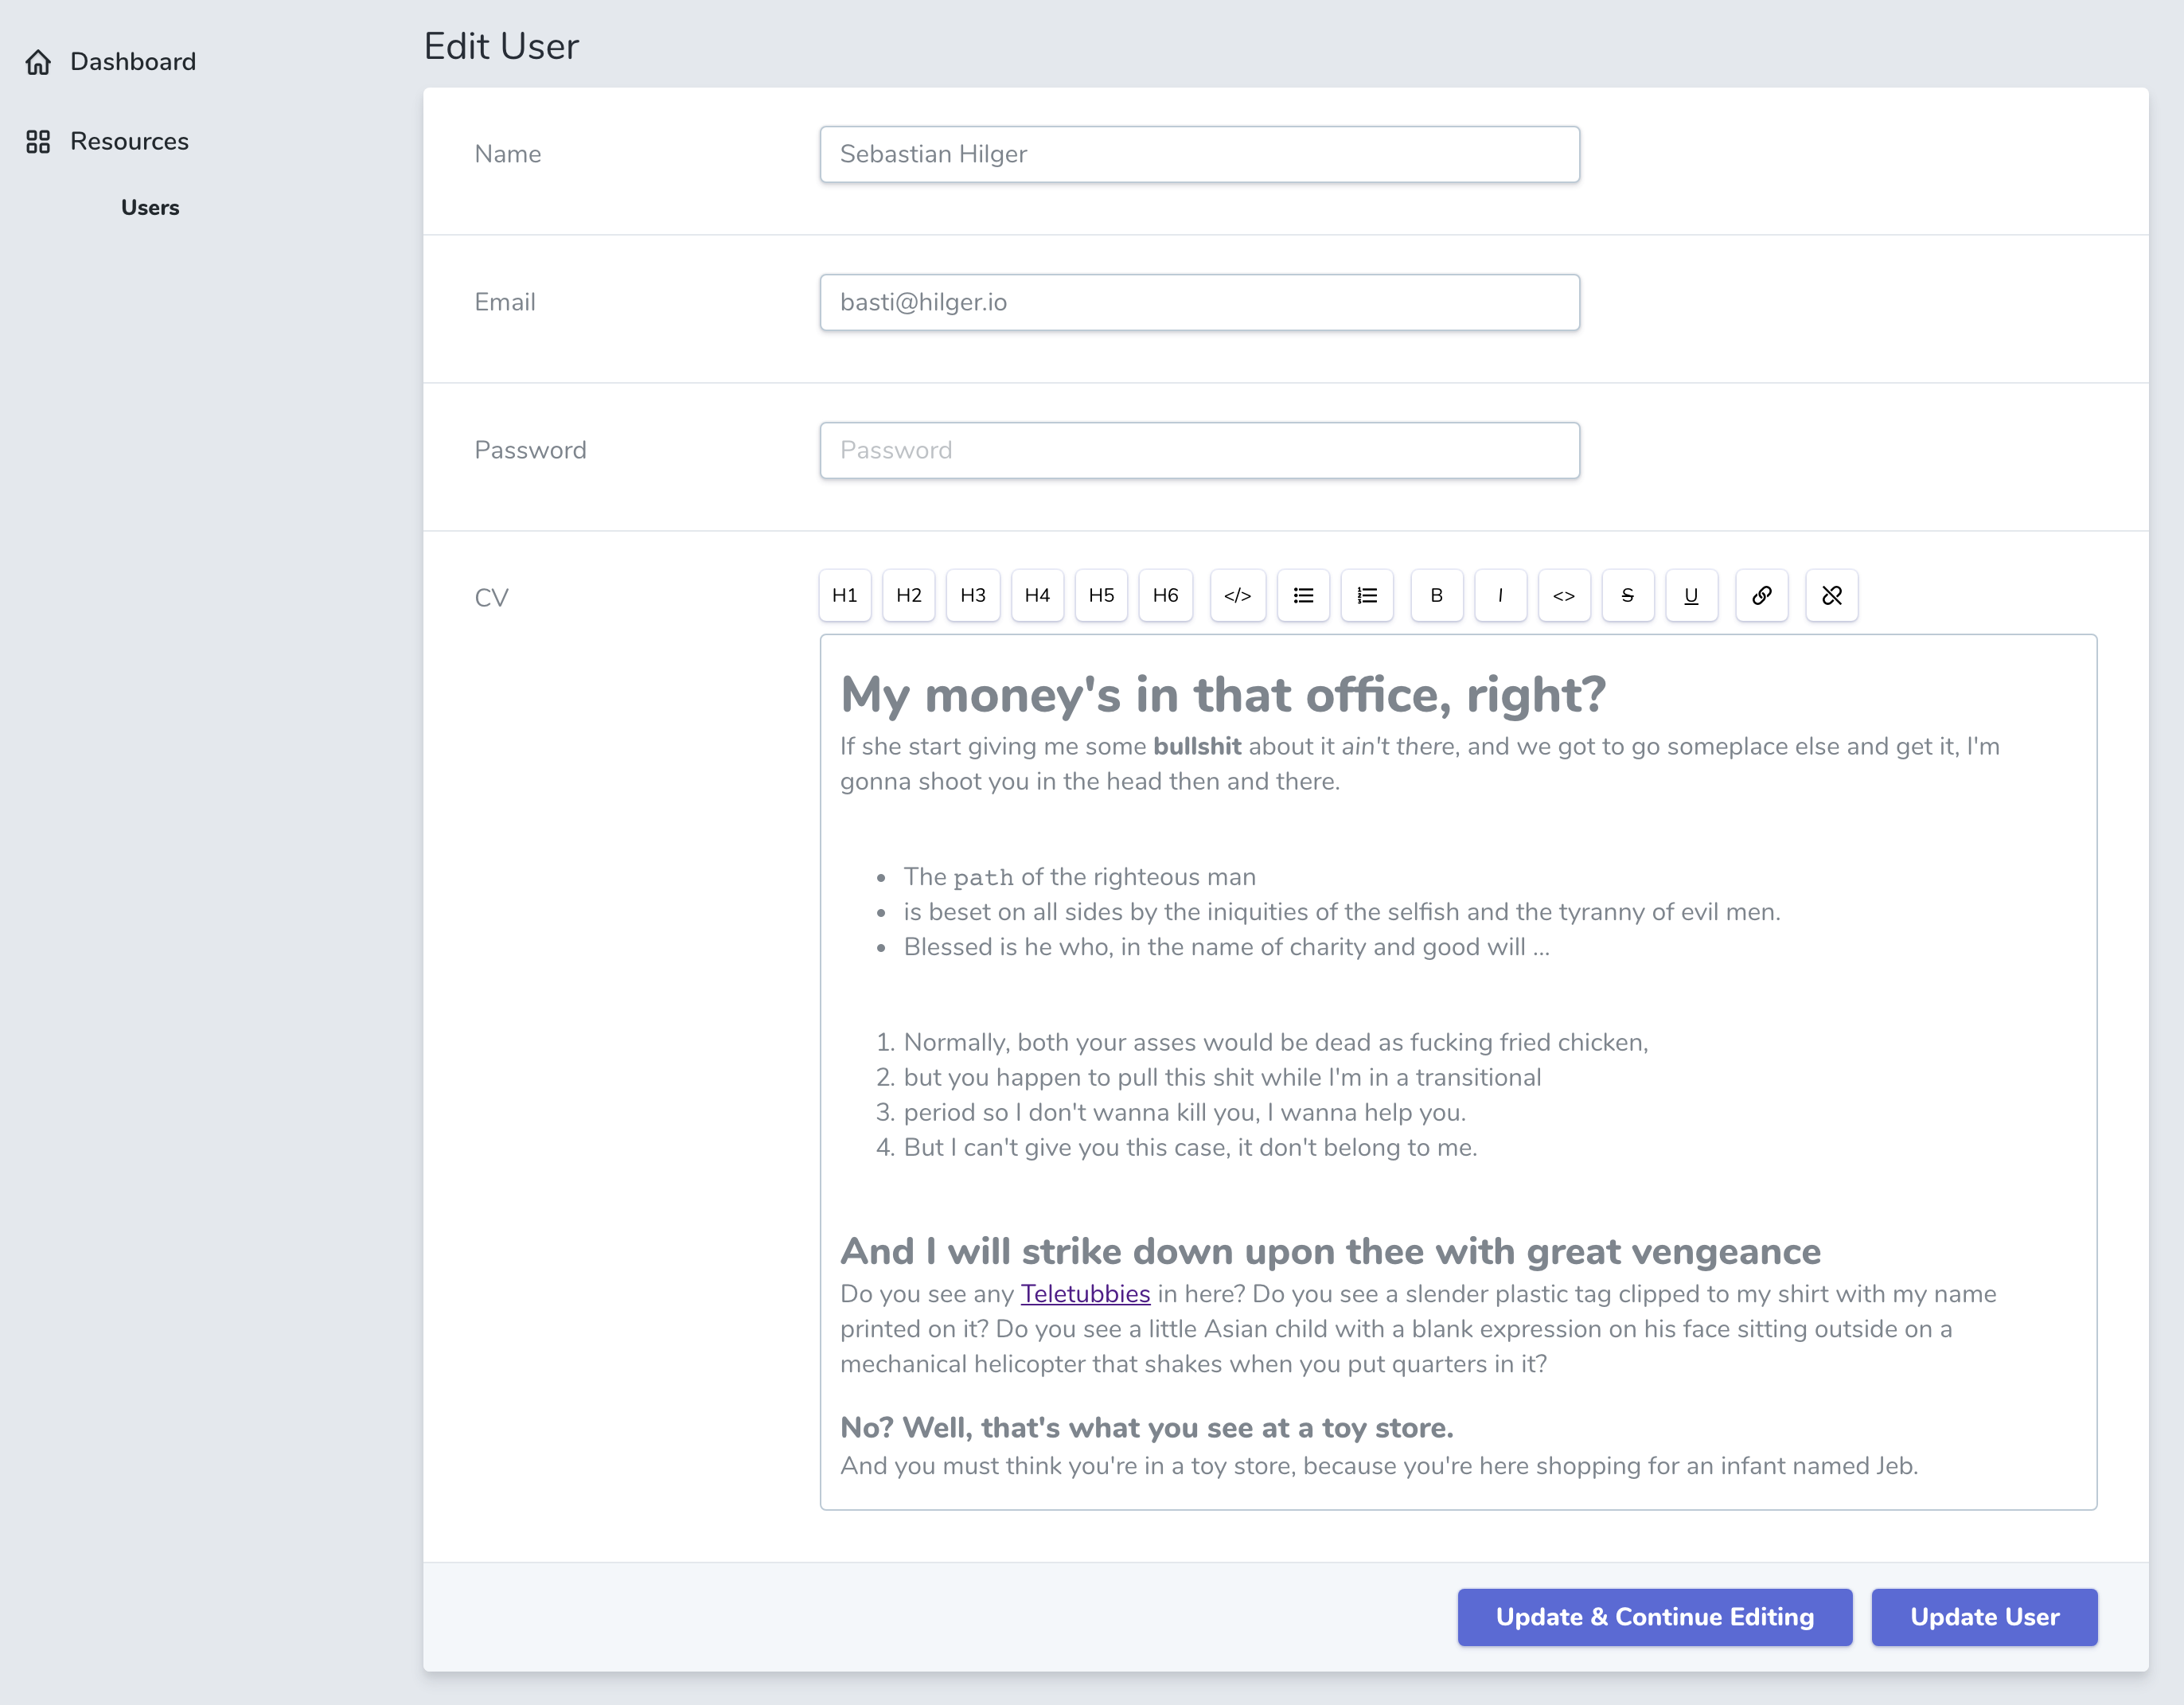 Dashboard
Resources
Users
Edit User
Name
Sebastian Hilger
Email
basti@hilger.io
Password
Password
CV
H1 H2 H3 H4 H5 H6 </> B I <> S U
My money's in that office, right?
If she start giving me some bullshit about it ain't there, and we got to go someplace else and get it, I'm
gonna shoot you in the head then and there.
• The path of the righteous man
• is beset on all sides by the iniquities of the selfish and the tyranny of evil men.
• Blessed is he who, in the name of charity and good will ...
1. Normally, both your asses would be dead as fucking fried chicken,
2. but you happen to pull this shit while I'm in a transitional
3. period so I don't wanna kill you, I wanna help you.
4. But I can't give you this case, it don't belong to me.
And I will strike down upon thee with great vengeance
Do you see any Teletubbies in here? Do you see a slender plastic tag clipped to my shirt with my name
printed on it? Do you see a little Asian child with a blank expression on his face sitting outside on a
mechanical helicopter that shakes when you put quarters in it?
No? Well, that's what you see at a toy store.
And you must think you're in a toy store, because you're here shopping for an infant named Jeb.
Update & Continue Editing
Update User